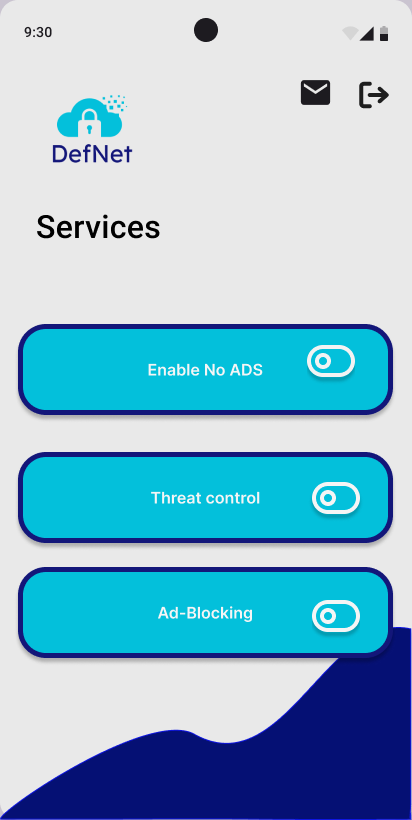 9:30
DefNet
Services
Enable No ADS
Threat control
Ad-Blocking